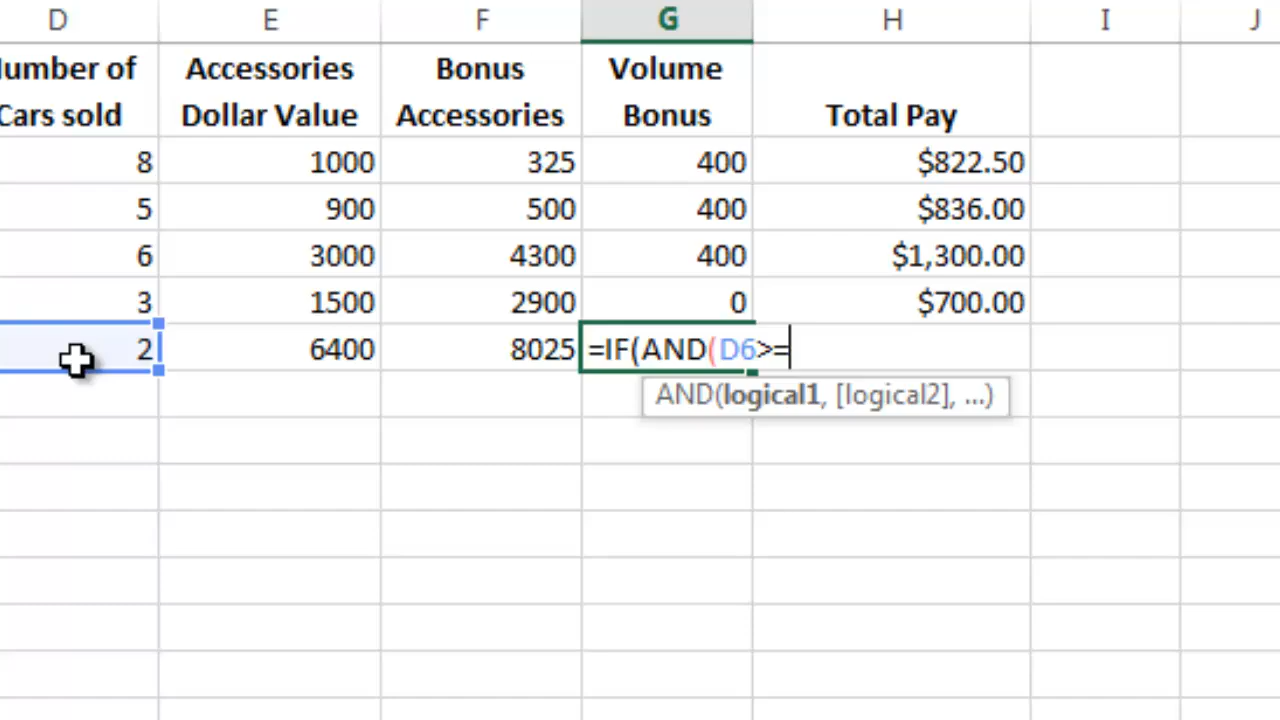 D E F G H I J
Accessories Bonus Volume
Cars sold Dollar Value Accessories Bonus Total Pay
8 1000 325 400 $822.50
5 900 500 400 $836.00
6 3000 4300 400 $1,300.00
3 1500 2900 0 $700.00
2 6400 8025 =IF(AND(D6>=
AND(logical1, [logical2], ...)